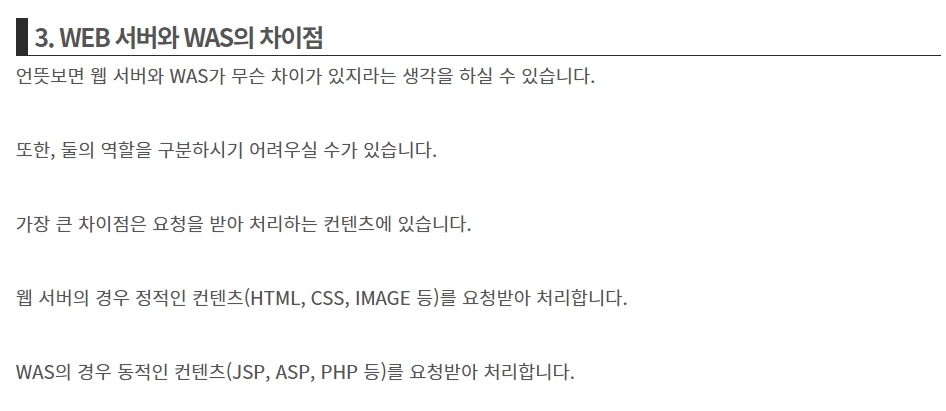 3. WEB 서버와 WAS의 차이점
언뜻보면 웹 서버와 WAS가 무슨 차이가 있지라는 생각을 하실 수 있습니다.
또한, 둘의 역할을 구분하시기 어려우실 수가 있습니다.
가장 큰 차이점은 요청을 받아 처리하는 컨텐츠에 있습니다.
웹 서버의 경우 정적인 컨텐츠(HTML, CSS, IMAGE 등)를 요청받아 처리합니다.
WAS의 경우 동적인 컨텐츠(JSP, ASP, PHP 등)를 요청받아 처리합니다.